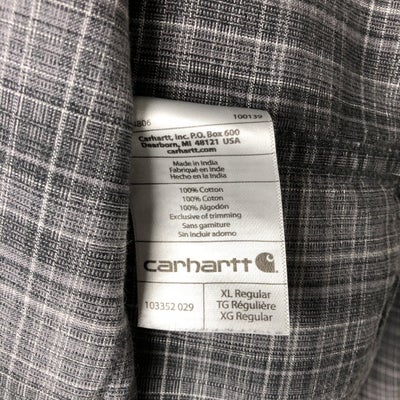 4806 100139
Carhartt, Inc. P.O. Box 600
Dearborn, MI 48121 USA
carhartt.com
Made in India
Fabriqué en Inde
Hecho en la India
100% Cotton
100% Coton
100% Algodón
Exclusive of trimming
Sans garniture
Sin incluir adorno
carhartt
103352 029
XL Regular
TG Régulière
XG Regular